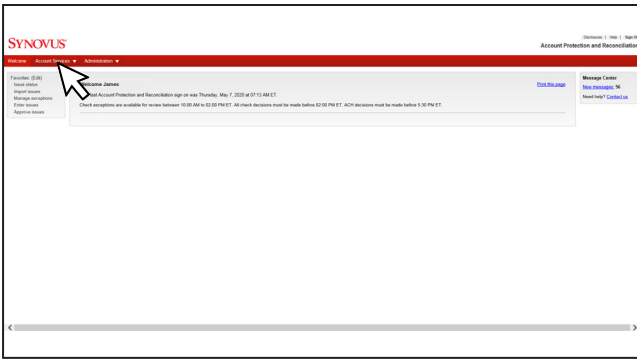 SYNOVUS
Disclosures | Help |
Account Protection and Reconciliation
Welcome Account Services Administration
Favorites: (Edit)
Issue status
Import issues
Manage exceptions
Enter issues
Approve issues
Welcome James
Print this page
last Account Protection and Reconciliation sign on was Thursday, May 7, 2020 at 07:13 AM ET.
Check exceptions are available for review between 10:00 AM to 02:00 PM ET. All check decisions must be made before 02:00 PM ET. ACH decisions must be made before 5:30 PM ET.
Message Center
New messages: 56
Need help? Contact us